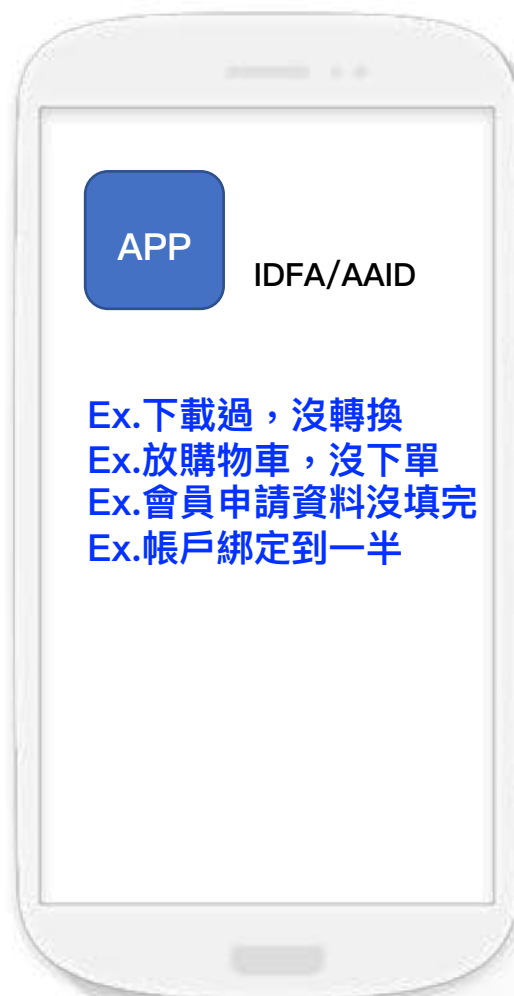 APP
IDFA/AAID
Ex.下載過，沒轉換
Ex.放購物車，沒下單
Ex.會員申請資料沒填完
Ex.帳戶綁定到一半